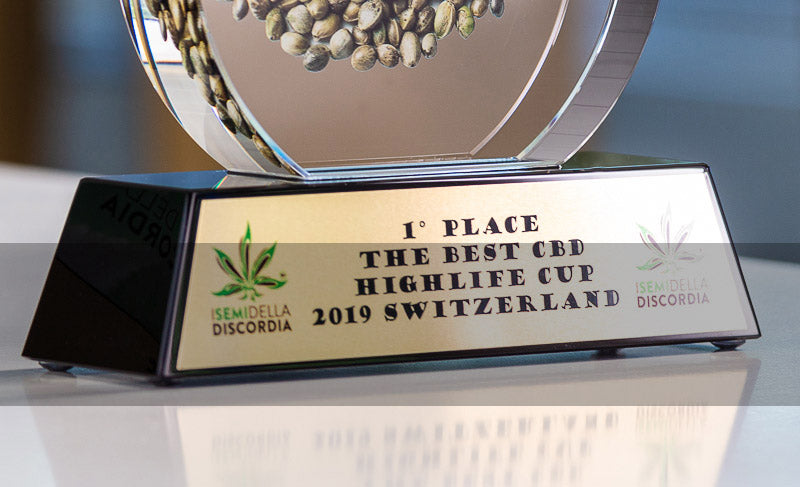 1° PLACE
THE BEST CBD
HIGHLIFE CUP
2019 SWITZERLAND
ISEMIDELLA
DISCORDIA
ISEMIDELLA
DISCORDIA